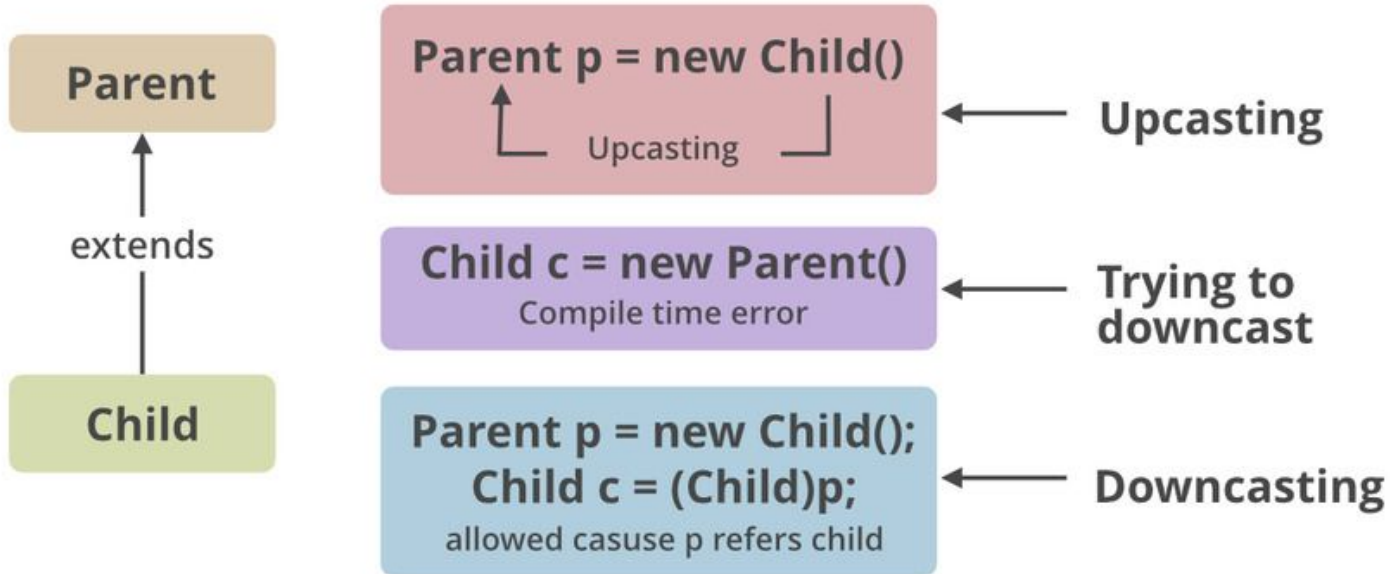 Parent
extends
Child
Parent p = new Child()
Upcasting
Upcasting
Child c = new Parent()
Compile time error
Trying to
downcast
Parent p = new Child();
Child c = (Child)p;
allowed casuse p refers child
Downcasting